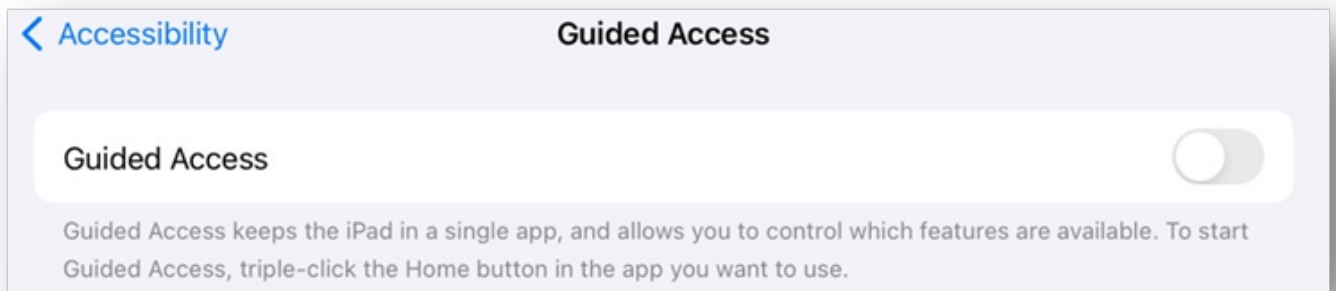 Accessibility
Guided Access
Guided Access
Guided Access keeps the iPad in a single app, and allows you to control which features are available. To start
Guided Access, triple-click the Home button in the app you want to use.